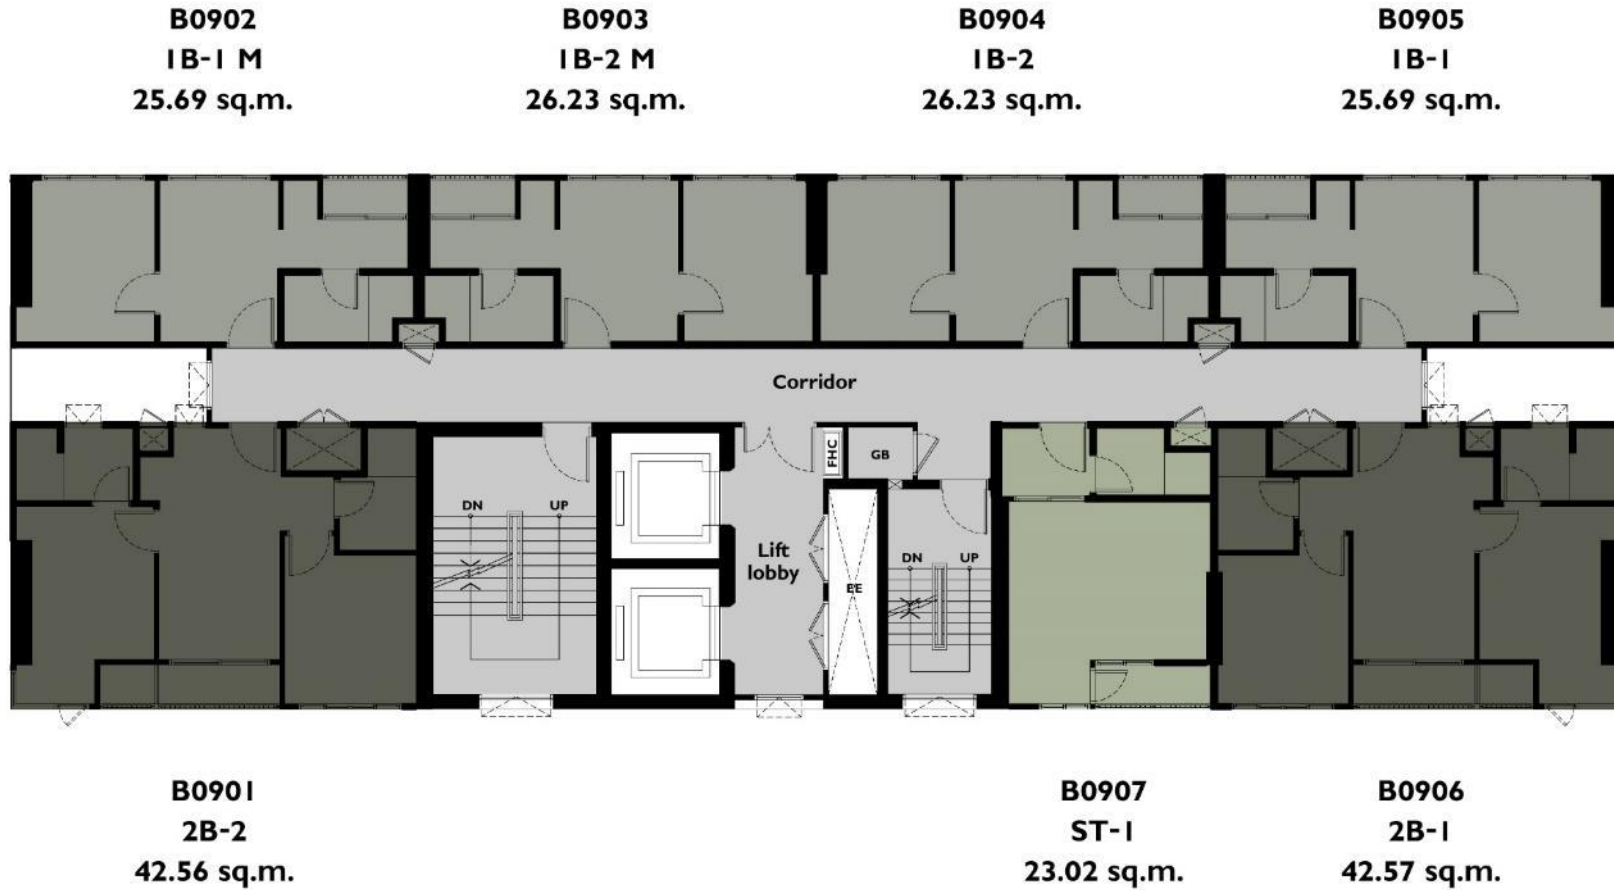 B0902
1B-1 M
25.69 sq.m.
B0903
1B-2 M
26.23 sq.m.
B0904
1B-2
26.23 sq.m.
B0905
1B-1
25.69 sq.m.
Corridor
FHC
GB
DN
UP
Lift
lobby
EE
DN
UP
B0901
2B-2
42.56 sq.m.
B0907
ST-1
23.02 sq.m.
B0906
2B-1
42.57 sq.m.